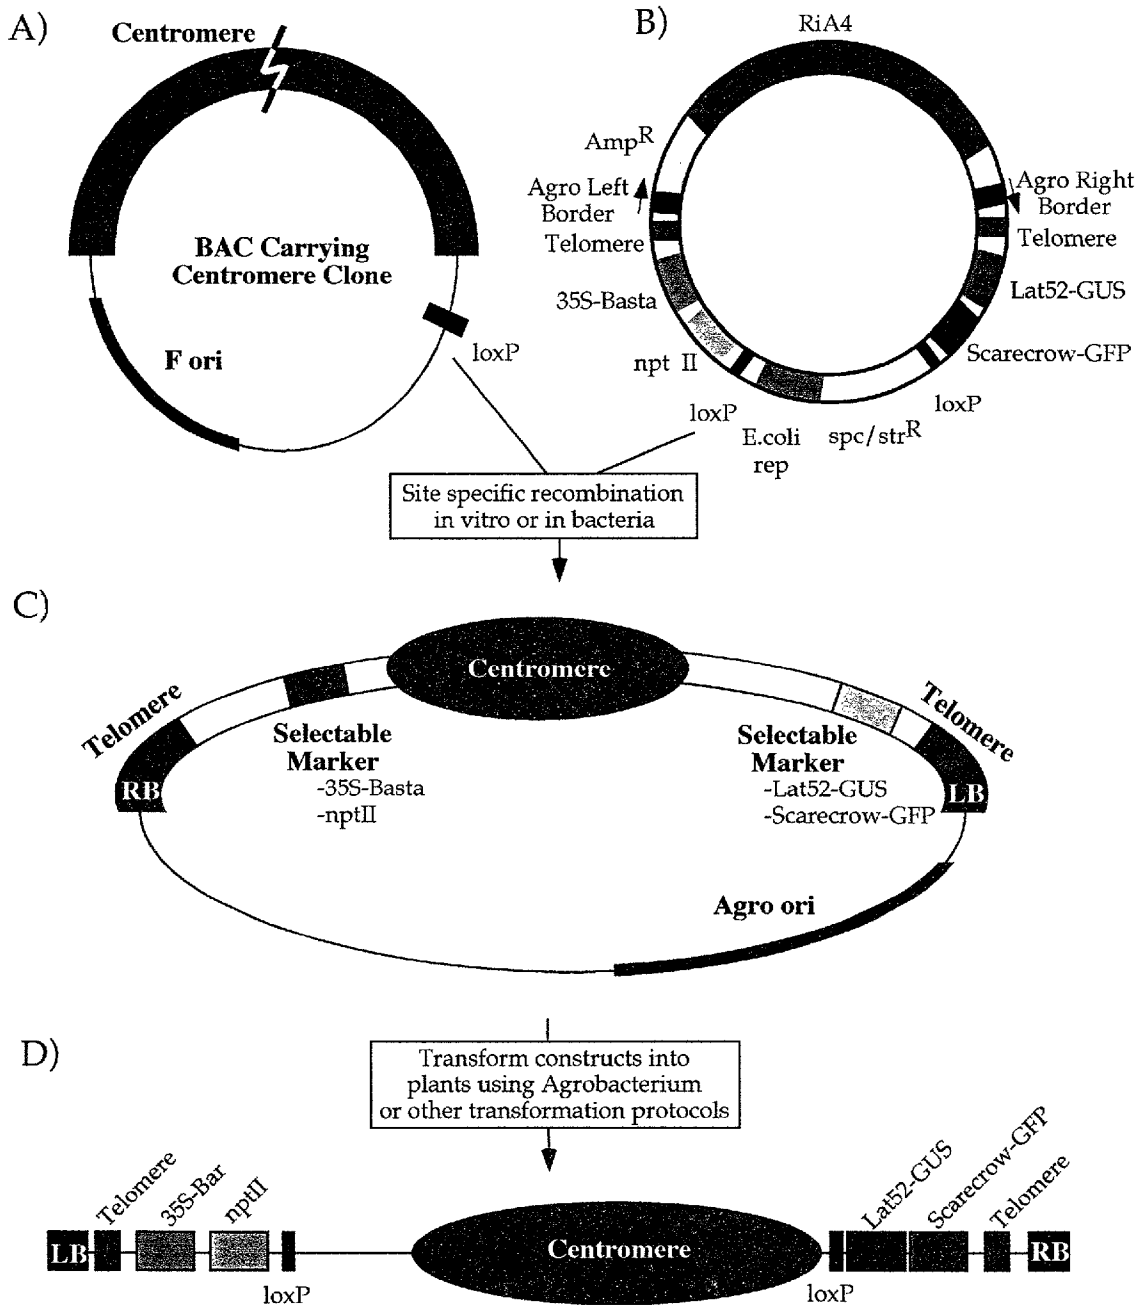 A)
Centromere
BAC Carrying
Centromere Clone
F ori
loxP
B)
RiA4
AmpR
Agro Left
Border
Telomere
35S-Basta
npt II
loxP
E.coli
rep
spc/strR
loxP
Scarecrow-GFP
Lat52-GUS
Telomere
Agro Right
Border
Site specific recombination
in vitro or in bacteria
C)
Centromere
Telomere
RB
Selectable
Marker
-35S-Basta
-nptII
Selectable
Marker
-Lat52-GUS
-Scarecrow-GFP
Telomere
LB
Agro ori
D)
Transform constructs into
plants using Agrobacterium
or other transformation protocols
LB
Telomere
35S-Bar
nptII
loxP
Centromere
loxP
Lat52-GUS
Scarecrow-GFP
Telomere
RB